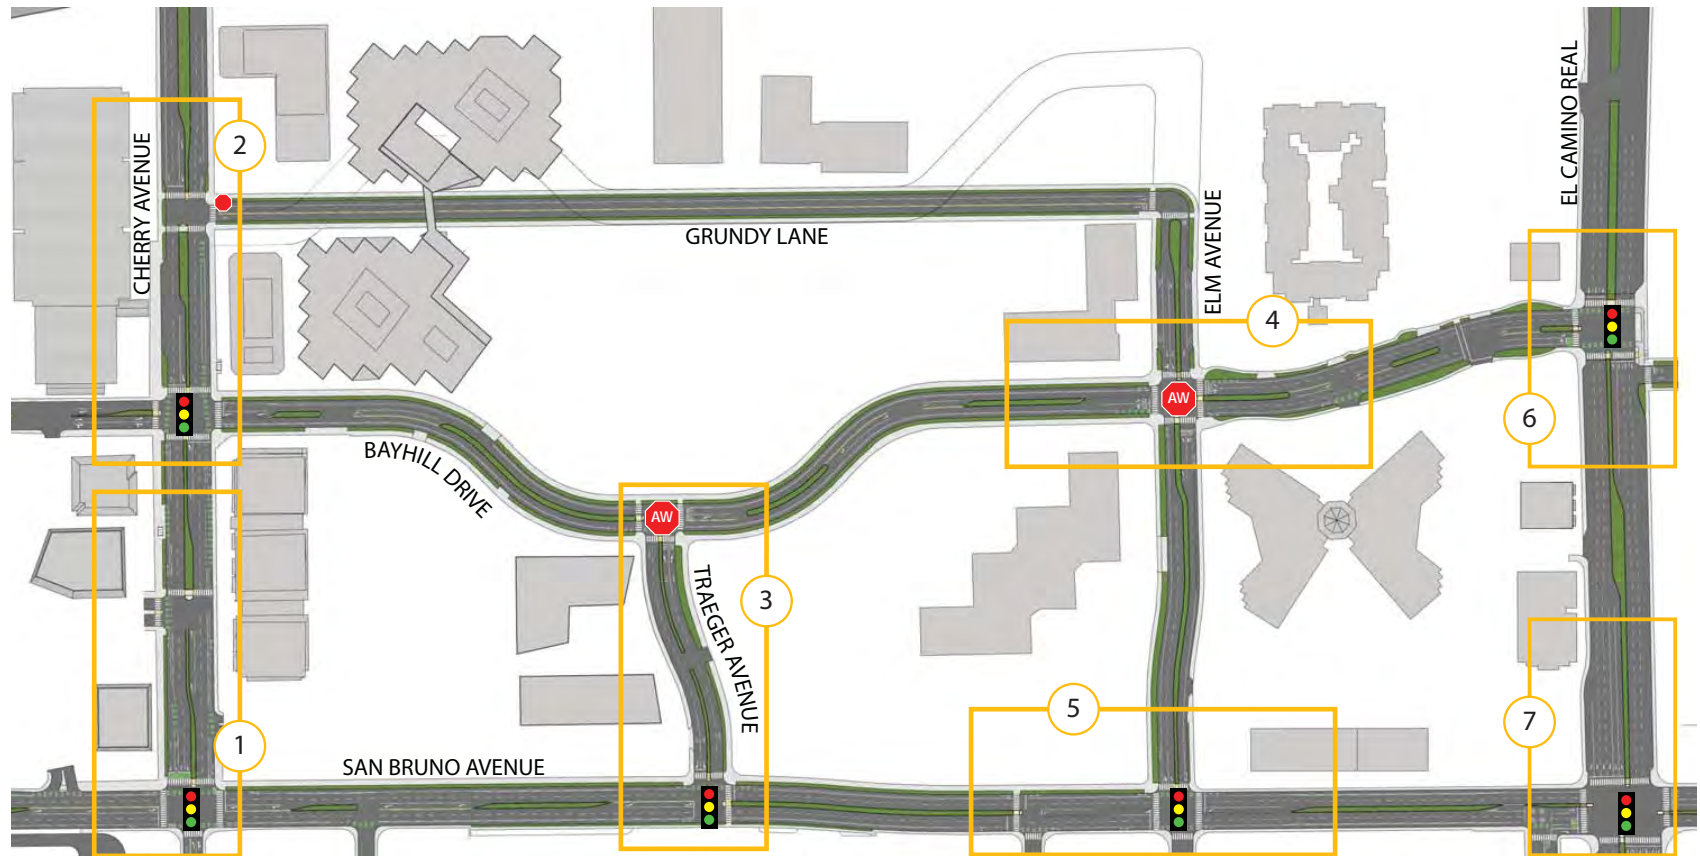 EL CAMINO REAL
CHERRY AVENUE
2
ELM AVENUE
GRUNDY LANE
4
AW
6
BAYHILL DRIVE
AW
TRAEGER AVENUE
3
5
7
1
SAN BRUNO AVENUE